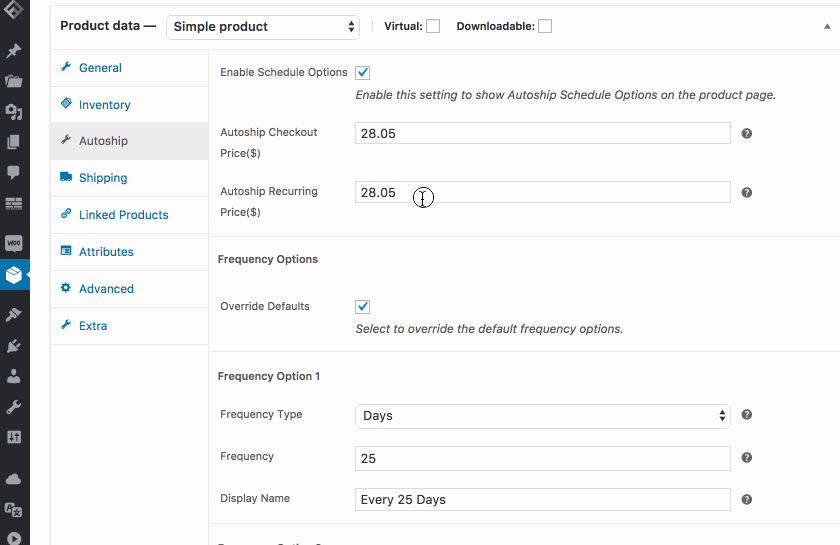 Product data — Simple product Virtual: Downloadable:
General
Inventory
Autoship
Shipping
Linked Products
Attributes
Advanced
Extra
Enable Schedule Options
Enable this setting to show Autoship Schedule Options on the product page.
Autoship Checkout
Price($)
28.05
Autoship Recurring
Price($)
28.05
Frequency Options
Override Defaults
Select to override the default frequency options.
Frequency Option 1
Frequency Type
Days
Frequency
25
Display Name
Every 25 Days
WOO